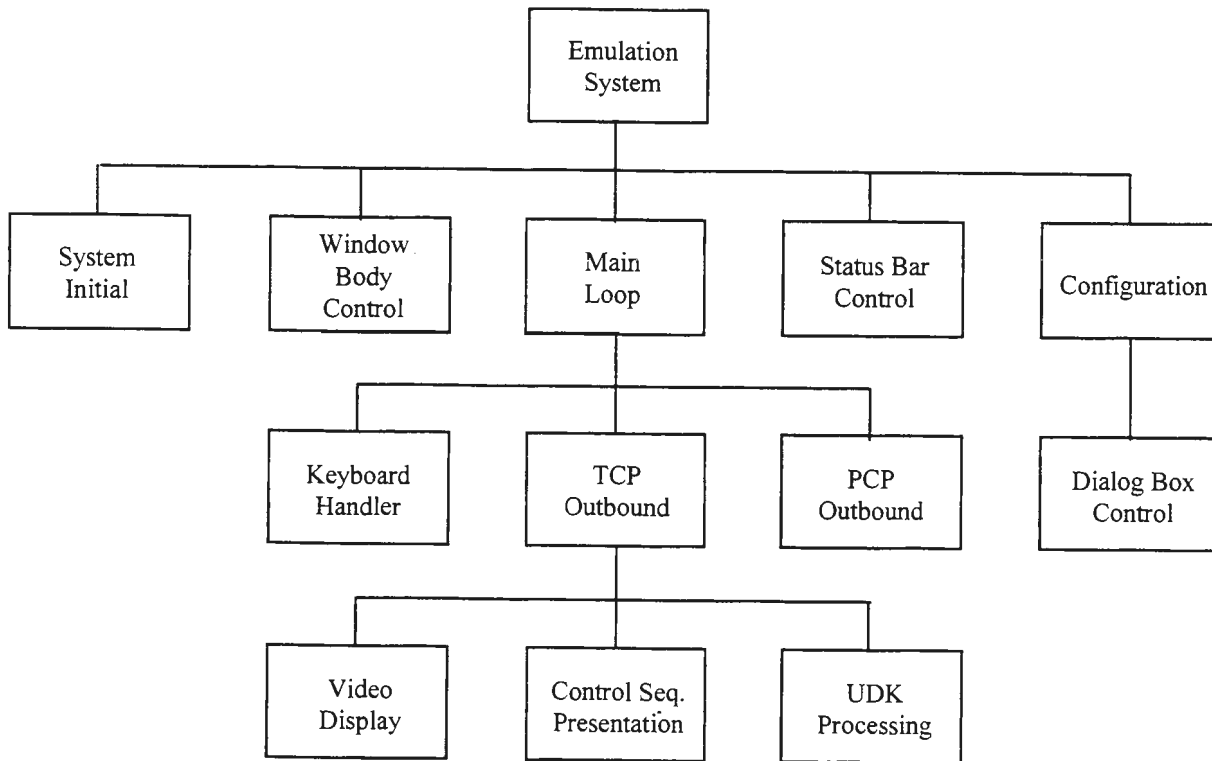 Emulation
System
System
Initial
Window
Body
Control
Main
Loop
Status Bar
Control
Configuration
Keyboard
Handler
TCP
Outbound
PCP
Outbound
Dialog Box
Control
Video
Display
Control Seq.
Presentation
UDK
Processing